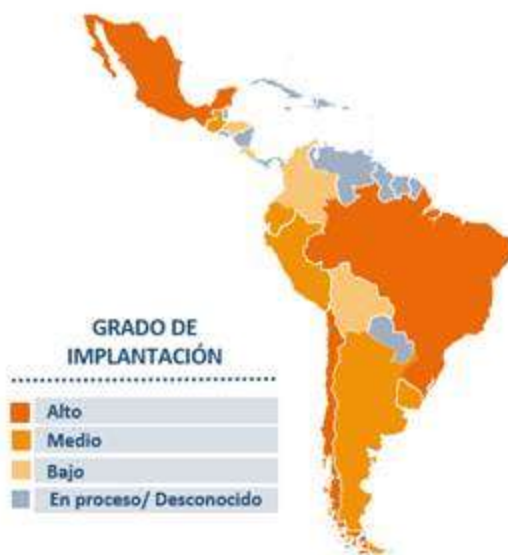 GRADO DE
IMPLANTACIÓN
Alto
Medio
Bajo
En proceso/ Desconocido